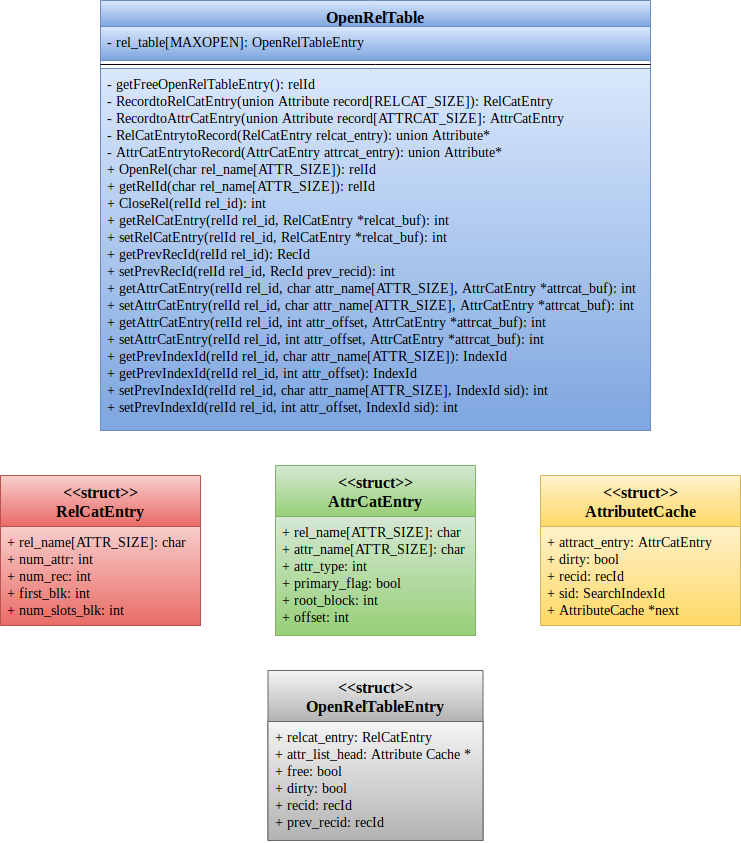 OpenRelTable
- rel_table[MAXOPEN]: OpenRelTableEntry
- getFreeOpenRelTableEntry(): relId
- RecordtoRelCatEntry(union Attribute record[RELCAT_SIZE]): RelCatEntry
- RecordtoAttrCatEntry(union Attribute record[ATTRCAT_SIZE]: AttrCatEntry
- RelCatEntrytoRecord(RelCatEntry relcat_entry): union Attribute*
- AttrCatEntrytoRecord(AttrCatEntry attrcat_entry): union Attribute*
+ OpenRel(char rel_name[ATTR_SIZE]): relId
+ getRelId(char rel_name[ATTR_SIZE]): relId
+ CloseRel(relId rel_id): int
+ getRelCatEntry(relId rel_id, RelCatEntry *relcat_buf): int
+ setRelCatEntry(relId rel_id, RelCatEntry *relcat_buf): int
+ getPrevRecId(relId rel_id): RecId
+ setPrevRecId(relId rel_id, RecId prev_recid): int
+ getAttrCatEntry(relId rel_id, char attr_name[ATTR_SIZE], AttrCatEntry *attrcat_buf): int
+ setAttrCatEntry(relId rel_id, char attr_name[ATTR_SIZE], AttrCatEntry *attrcat_buf): int
+ getAttrCatEntry(relId rel_id, int attr_offset, AttrCatEntry *attrcat_buf): int
+ setAttrCatEntry(relId rel_id, int attr_offset, AttrCatEntry *attrcat_buf): int
+ getPrevIndexId(relId rel_id, char attr_name[ATTR_SIZE]): IndexId
+ getPrevIndexId(relId rel_id, int attr_offset): IndexId
+ setPrevIndexId(relId rel_id, char attr_name[ATTR_SIZE], IndexId sid): int
+ setPrevIndexId(relId rel_id, int attr_offset, IndexId sid): int
<<struct>>
RelCatEntry
+ rel_name[ATTR_SIZE]: char
+ num_attr: int
+ num_rec: int
+ first_blk: int
+ num_slots_blk: int
<<struct>>
AttrCatEntry
+ rel_name[ATTR_SIZE]: char
+ attr_name[ATTR_SIZE]: char
+ attr_type: int
+ primary_flag: bool
+ root_block: int
+ offset: int
<<struct>>
AttributetCache
+ attract_entry: AttrCatEntry
+ dirty: bool
+ recid: recId
+ sid: SearchIndexId
+ AttributeCache *next
<<struct>>
OpenRelTableEntry
+ relcat_entry: RelCatEntry
+ attr_list_head: Attribute Cache *
+ free: bool
+ dirty: bool
+ recid: recId
+ prev_recid: recId